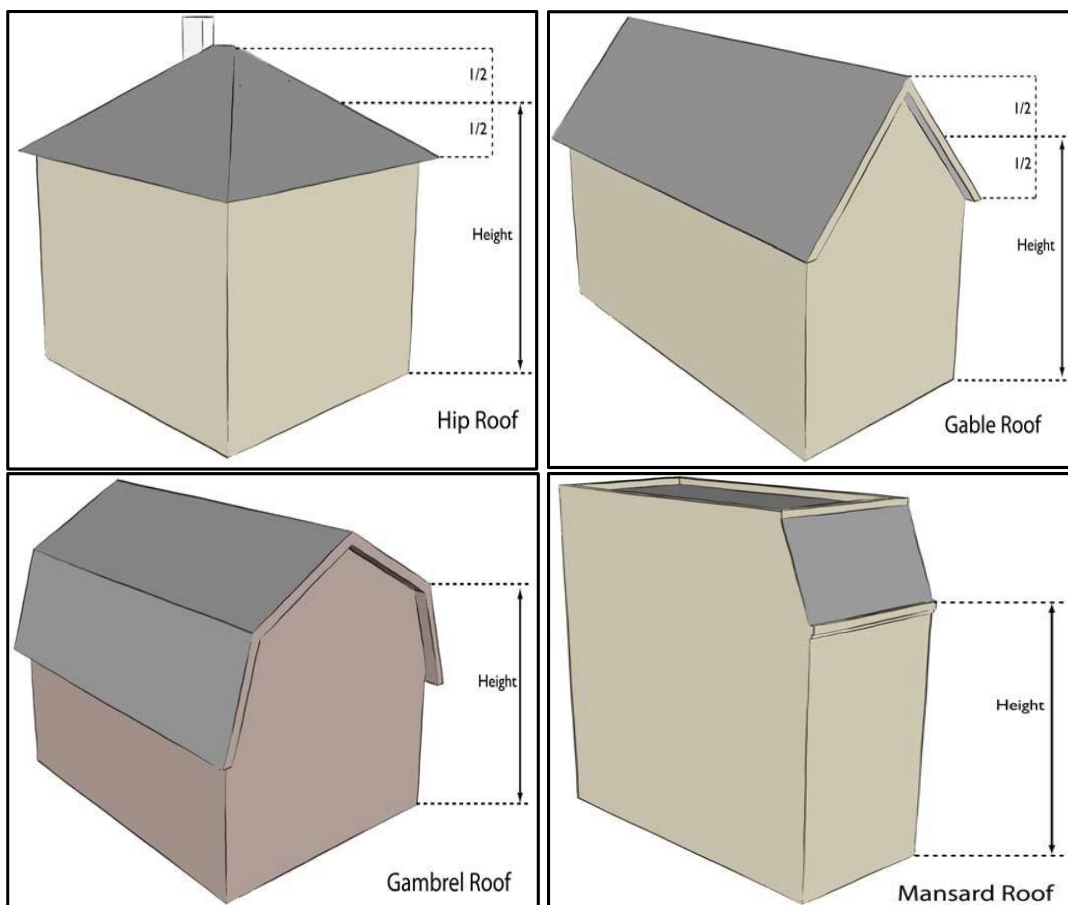 1/2
1/2
Height
Hip Roof
1/2
1/2
Height
Gable Roof
Height
Gambrel Roof
Height
Mansard Roof